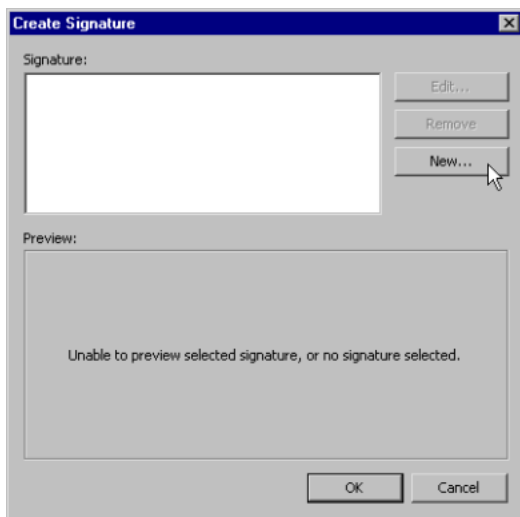 Create Signature
Signature:
Edit...
Remove
New...
Preview:
Unable to preview selected signature, or no signature selected.
OK
Cancel